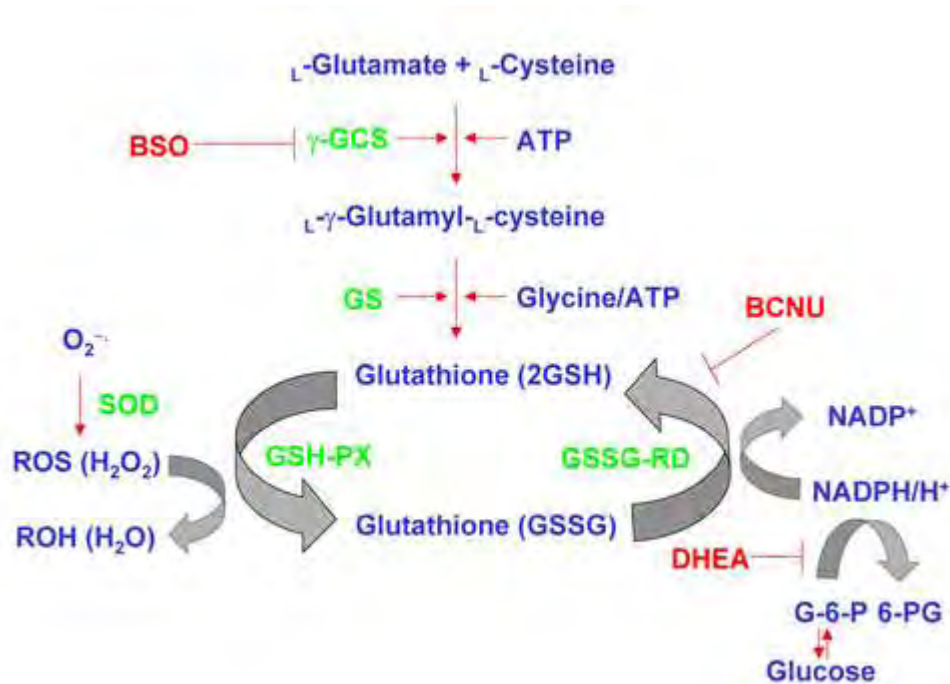 L-Glutamate + L-Cysteine
BSO
γ-GCS
ATP
L-γ-Glutamyl-L-cysteine
GS
Glycine/ATP
BCNU
O₂⁻·
Glutathione (2GSH)
SOD
NADP⁺
GSH-PX
GSSG-RD
ROS (H₂O₂)
NADPH/H⁺
Glutathione (GSSG)
ROH (H₂O)
DHEA
G-6-P 6-PG
Glucose